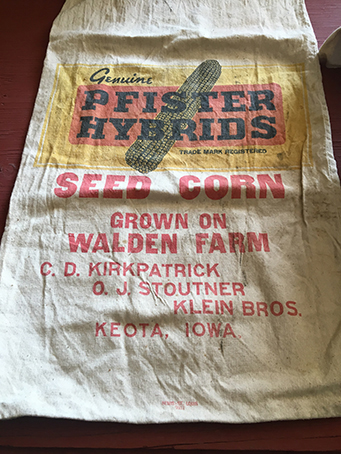 Genuine
PFISTER
HYBRIDS
TRADE MARK REGISTERED
SEED CORN
GROWN ON
WALDEN FARM
C. D. KIRKPATRICK
O. J. STOUTNER
KLEIN BROS.
KEOTA, IOWA.